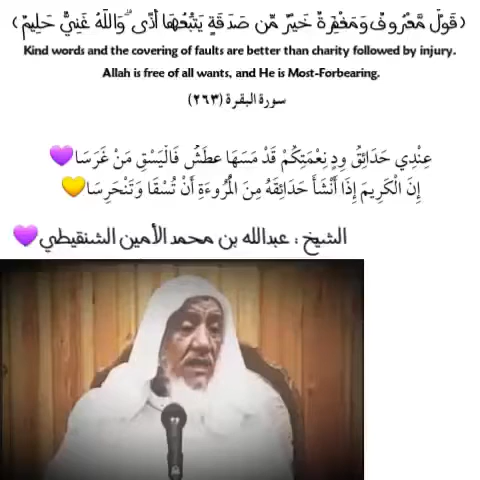 ﴿قَوْلٌ مَّعْرُوفٌ وَمَغْفِرَةٌ خَيْرٌ مِّن صَدَقَةٍ يَتْبَعُهَا أَذًى ۗ وَاللَّهُ غَنِيٌّ حَلِيمٌ﴾
Kind words and the covering of faults are better than charity followed by injury.
Allah is free of all wants, and He is Most-Forbearing.
سورة البقرة (٢٦٣)
عِنْدِي حَدَائِقُ وِدٍ نِعْمَتِكُمْ قَدْ مَسَهَا عَطَشٌ فَالْيَسْقِ مَنْ غَرَسَا💜
إِنَ الْكَرِيمَ إِذَا أَنْشَأَ حَدَائِقَهُ مِنَ الْمُرُوءَةِ أَنْ تُسْقَا وَتَنْحَرِسَا💛
الشيخ : عبدالله بن محمد الأمين الشنقيطي💜